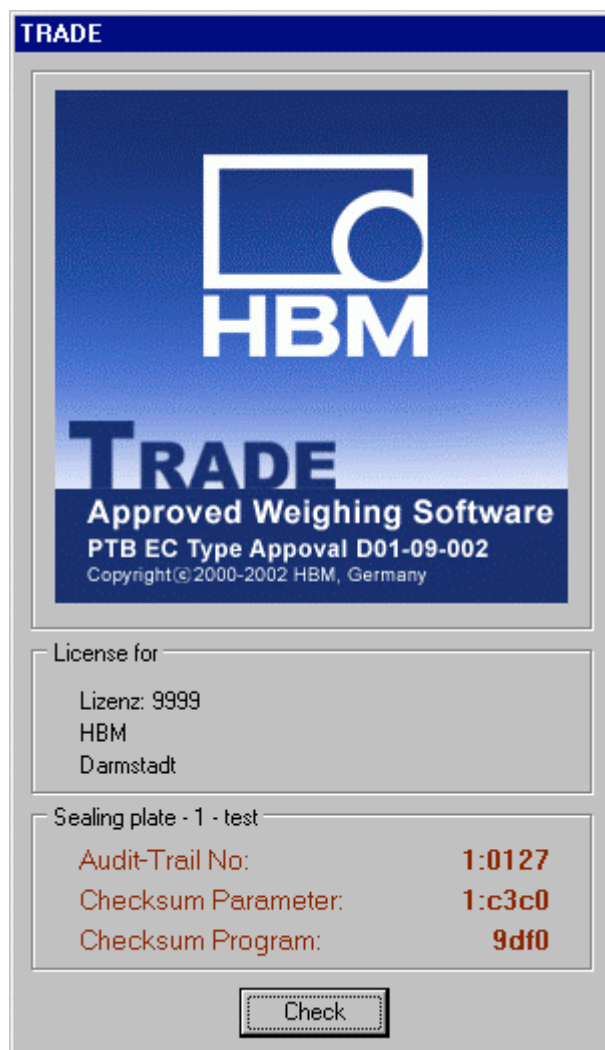 TRADE
HBM
TRADE
Approved Weighing Software
PTB EC Type Appoval D01-09-002
Copyright©2000-2002 HBM, Germany
License for
Lizenz: 9999
HBM
Darmstadt
Sealing plate - 1 - test
Audit-Trail No: 1:0127
Checksum Parameter: 1:c3c0
Checksum Program: 9df0
Check